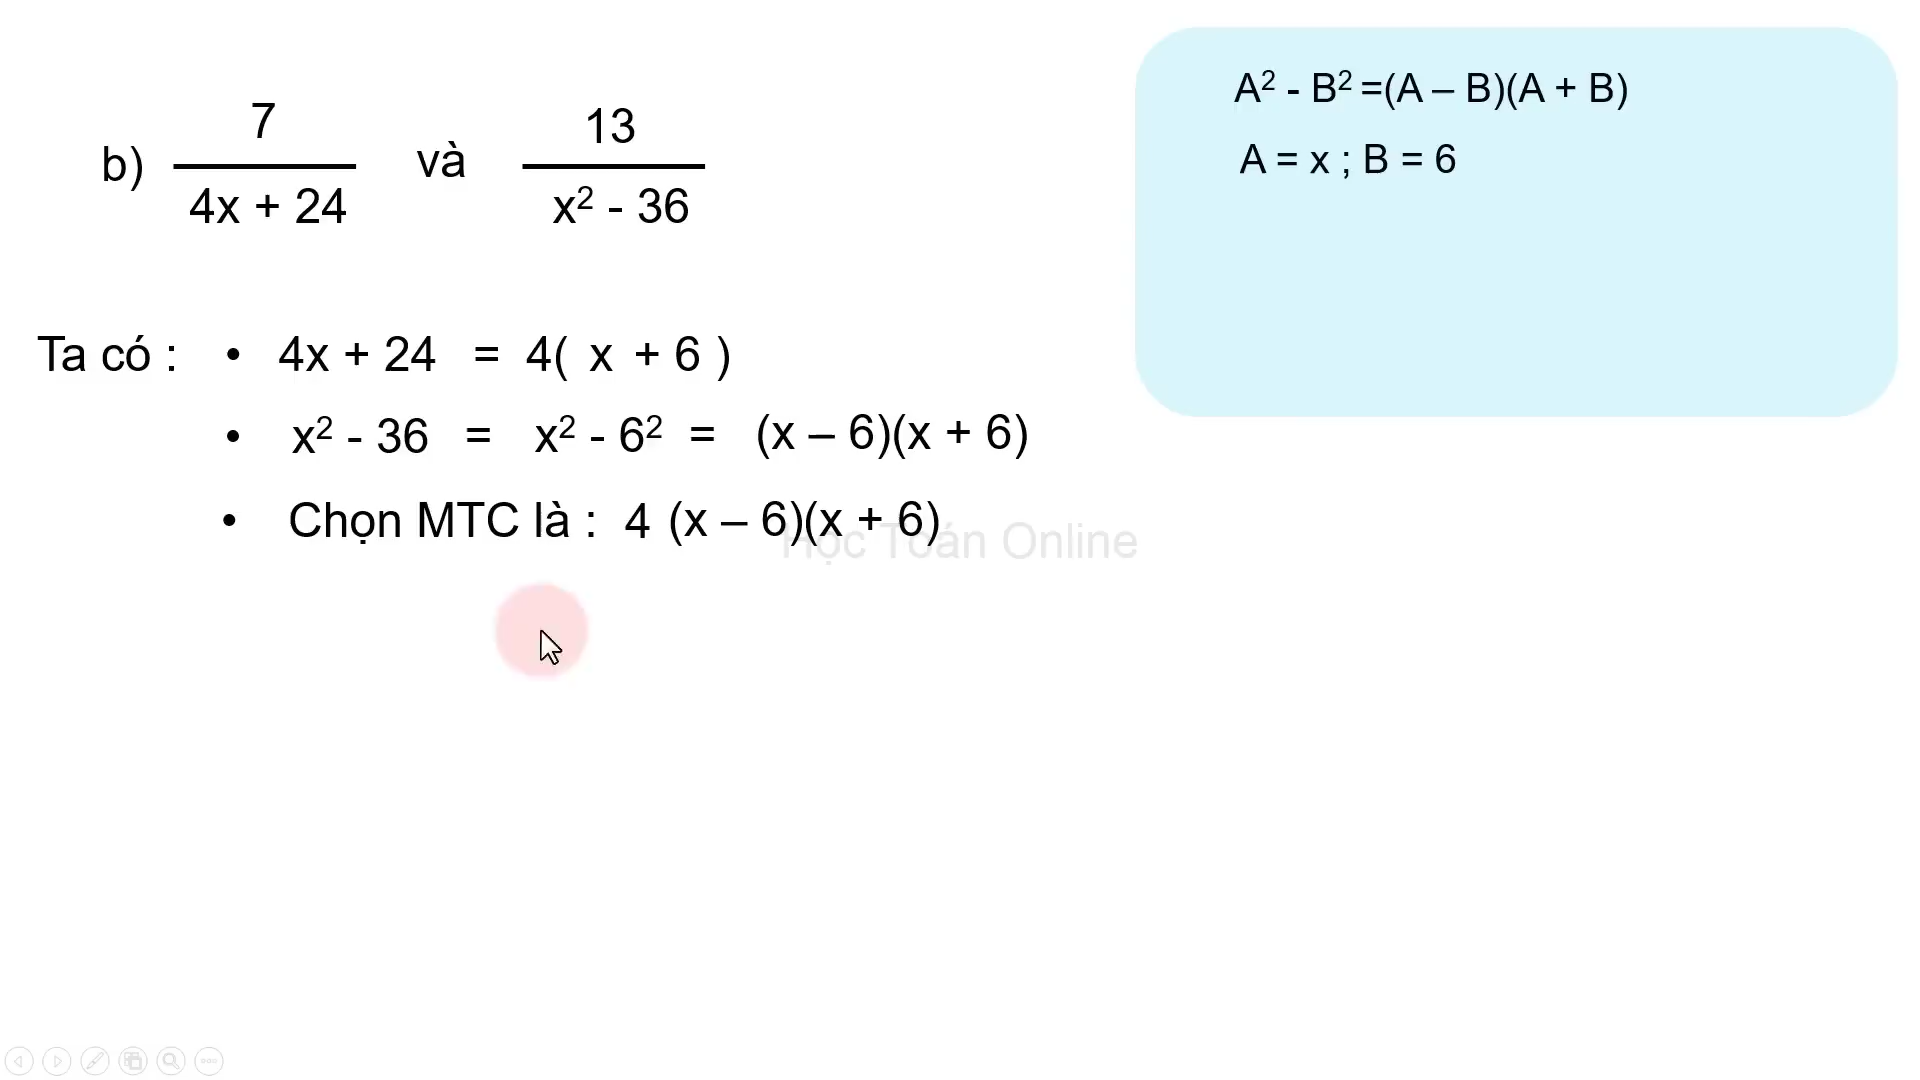 b) 7 / 4x + 24 và 13 / x² - 36
A² - B² =(A – B)(A + B)
A = x ; B = 6
Ta có : • 4x + 24 = 4( x + 6 )
• x² - 36 = x² - 6² = (x – 6)(x + 6)
• Chọn MTC là : 4 (x – 6)(x + 6)
Học Toán Online